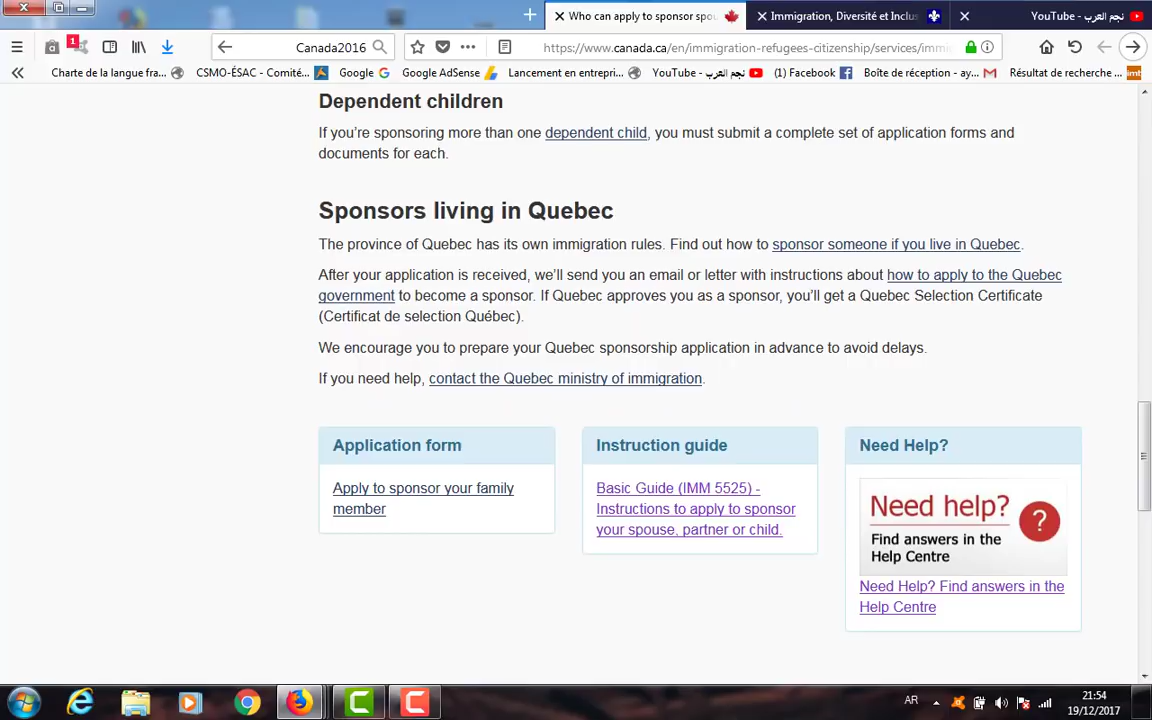 Who can apply to sponsor spou
Immigration, Diversité et Inclus
YouTube - نجم العرب
1
Canada2016
https://www.canada.ca/en/immigration-refugees-citizenship/services/immi
Charte de la langue fra...
CSMO-ÉSAC - Comité...
Google
Google AdSense
Lancement en entrepri...
YouTube - نجم العرب
(1) Facebook
Boîte de réception - ay...
Résultat de recherche ...
imt
Dependent children
If you’re sponsoring more than one dependent child, you must submit a complete set of application forms and
documents for each.
Sponsors living in Quebec
The province of Quebec has its own immigration rules. Find out how to sponsor someone if you live in Quebec.
After your application is received, we’ll send you an email or letter with instructions about how to apply to the Quebec
government to become a sponsor. If Quebec approves you as a sponsor, you’ll get a Quebec Selection Certificate
(Certificat de selection Québec).
We encourage you to prepare your Quebec sponsorship application in advance to avoid delays.
If you need help, contact the Quebec ministry of immigration.
Application form
Apply to sponsor your family
member
Instruction guide
Basic Guide (IMM 5525) -
Instructions to apply to sponsor
your spouse, partner or child.
Need Help?
Need help?
?
Find answers in the
Help Centre
Need Help? Find answers in the
Help Centre
AR
21:54
19/12/2017